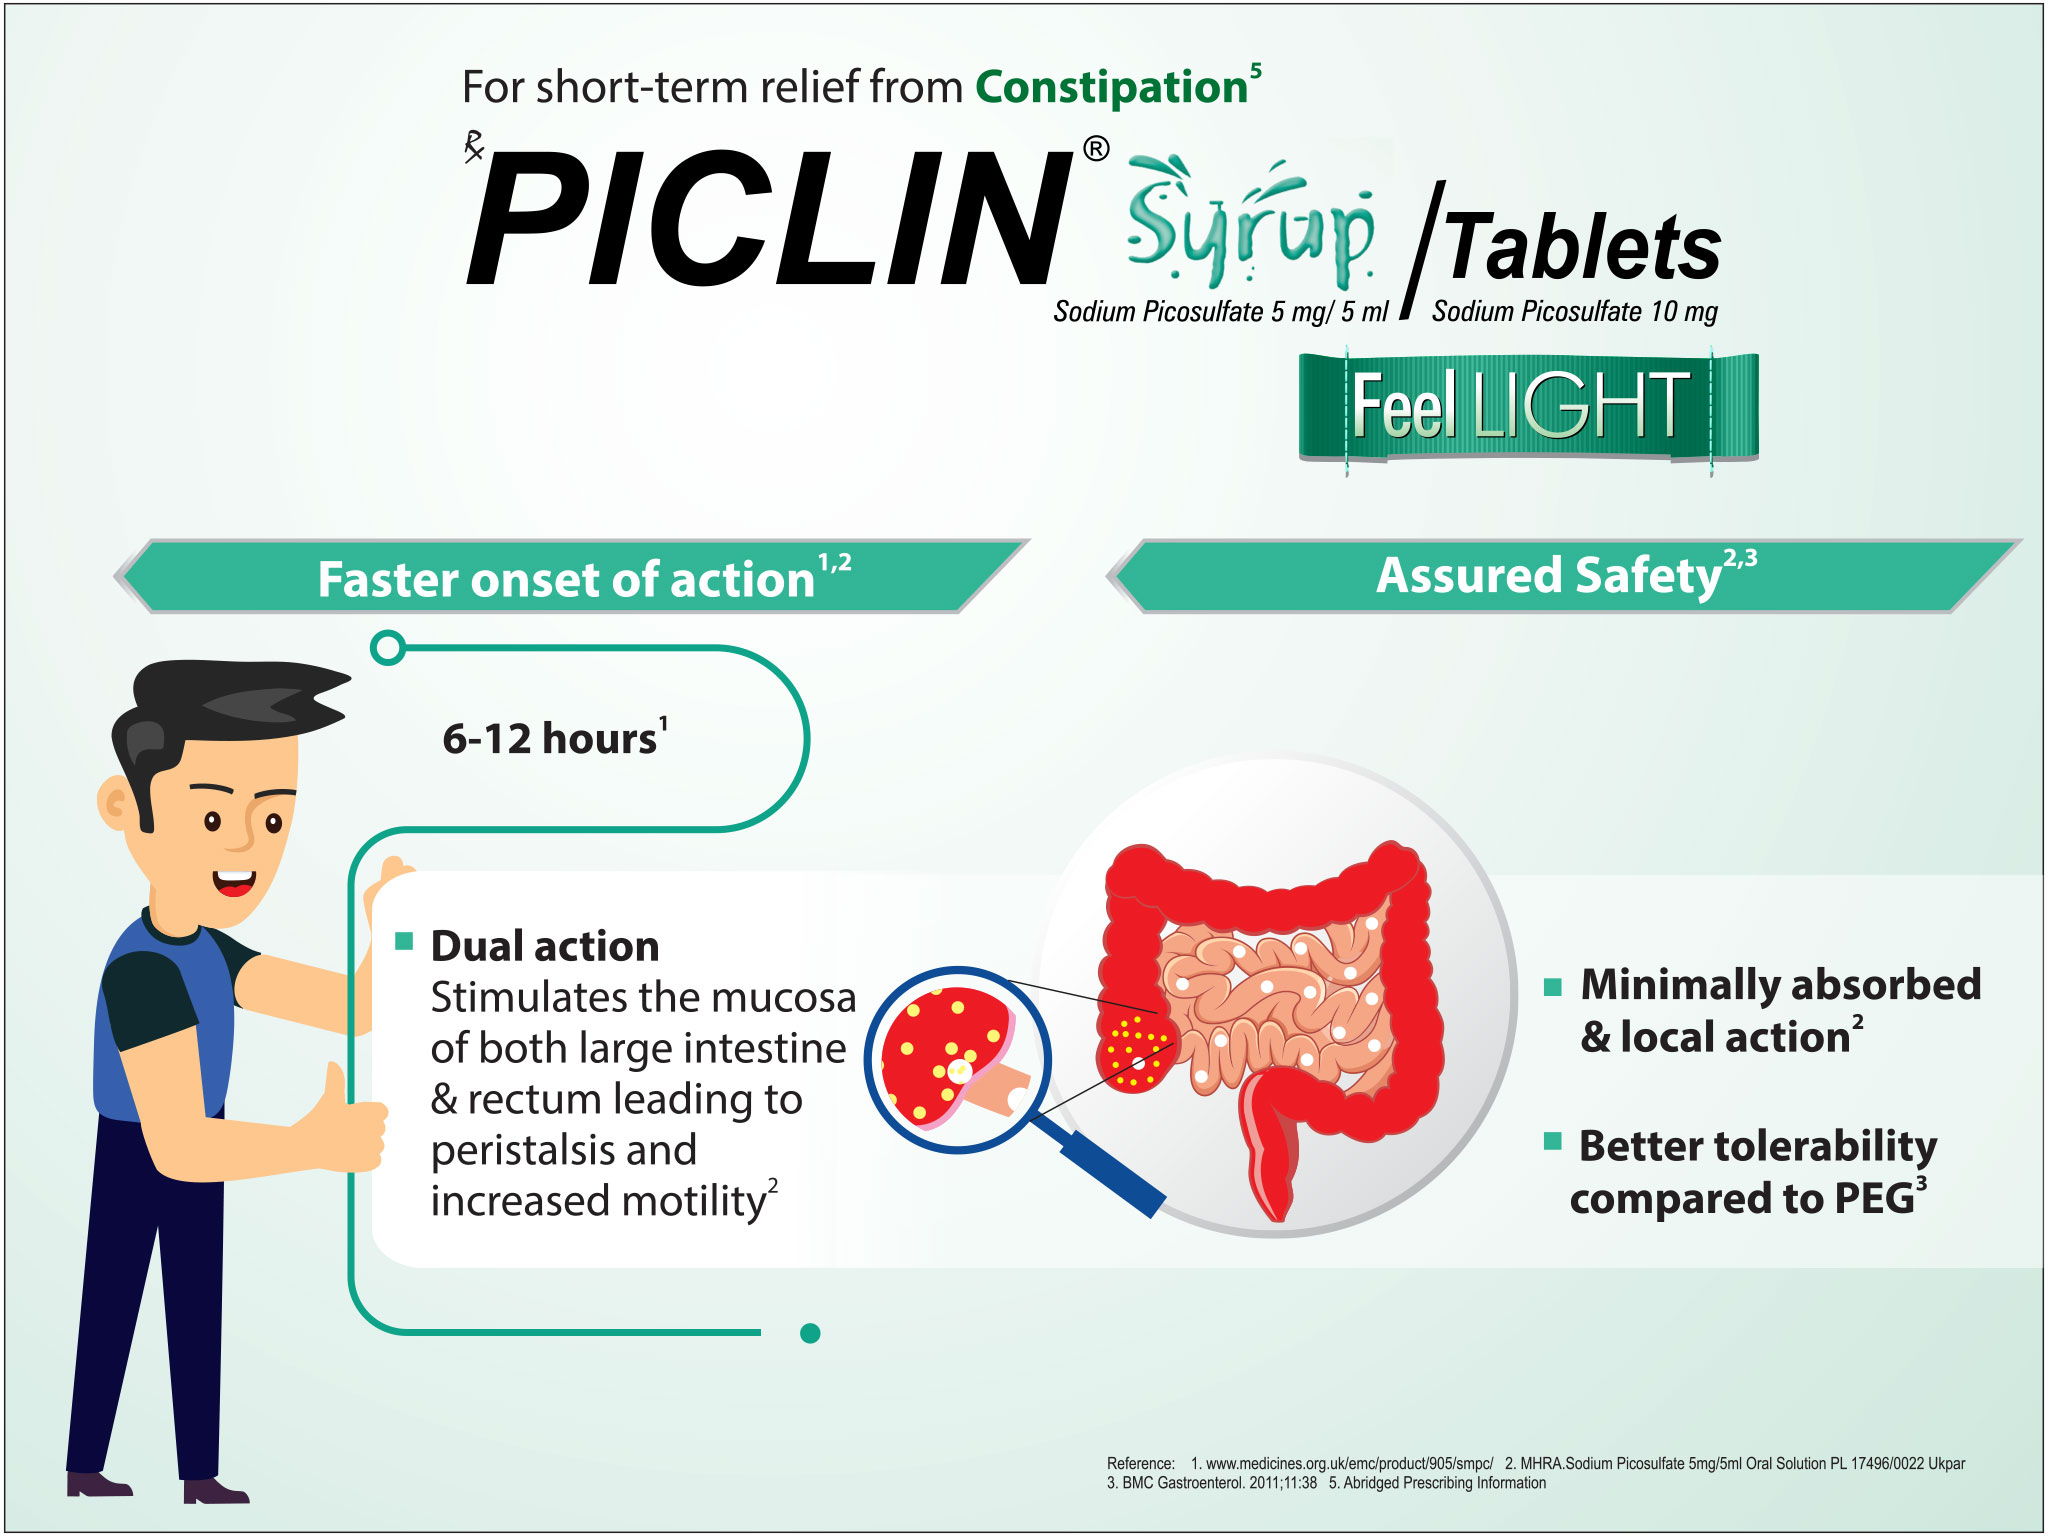 For short-term relief from Constipation⁵
℞ PICLIN® Syrup / Tablets
Sodium Picosulfate 5 mg/ 5 ml Sodium Picosulfate 10 mg
Feel LIGHT
Faster onset of action¹,²
6-12 hours¹
Dual action
Stimulates the mucosa
of both large intestine
& rectum leading to
peristalsis and
increased motility²
Assured Safety²,³
Minimally absorbed
& local action²
Better tolerability
compared to PEG³
Reference: 1. www.medicines.org.uk/emc/product/905/smpc/ 2. MHRA.Sodium Picosulfate 5mg/5ml Oral Solution PL 17496/0022 Ukpar
3. BMC Gastroenterol. 2011;11:38 5. Abridged Prescribing Information